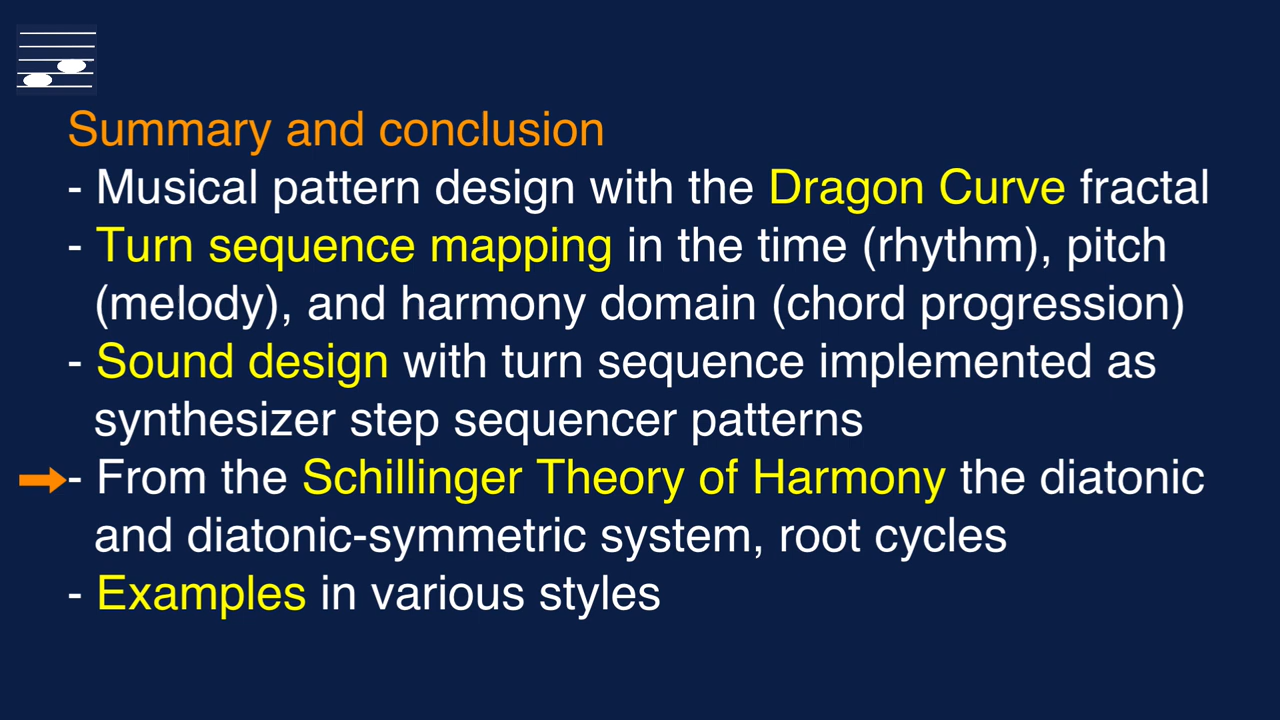 Summary and conclusion
- Musical pattern design with the Dragon Curve fractal
- Turn sequence mapping in the time (rhythm), pitch
(melody), and harmony domain (chord progression)
- Sound design with turn sequence implemented as
synthesizer step sequencer patterns
- From the Schillinger Theory of Harmony the diatonic
and diatonic-symmetric system, root cycles
- Examples in various styles